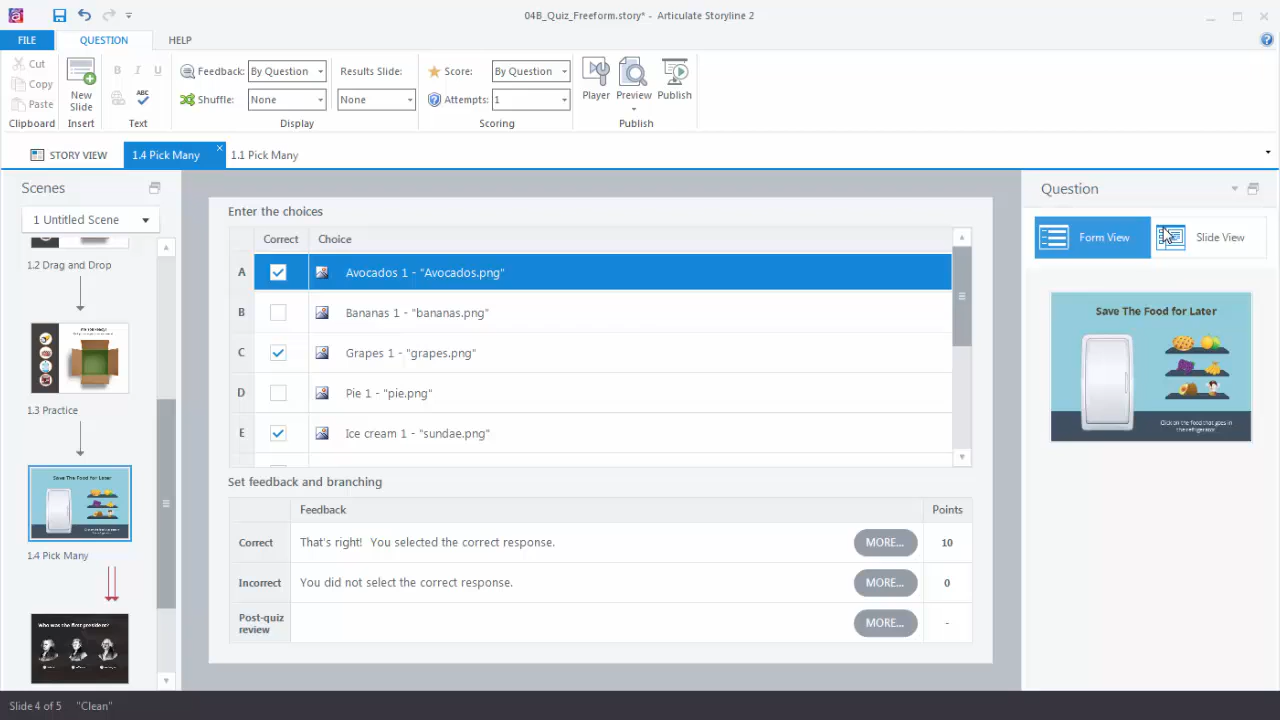 04B_Quiz_Freeform.story* - Articulate Storyline 2
FILE
QUESTION
HELP
Cut
Copy
Paste
Clipboard
New
Slide
Insert
B I U
ABC
Text
Feedback: By Question
Shuffle: None
Results Slide:
None
Display
Score: By Question
Attempts: 1
Scoring
Player
Preview
Publish
Publish
STORY VIEW
1.4 Pick Many
1.1 Pick Many
Scenes
1 Untitled Scene
1.2 Drag and Drop
1.3 Practice
Save The Food for Later
1.4 Pick Many
Who was the first president?
Enter the choices
Correct Choice
A Avocados 1 - "Avocados.png"
B Bananas 1 - "bananas.png"
C Grapes 1 - "grapes.png"
D Pie 1 - "pie.png"
E Ice cream 1 - "sundae.png"
Set feedback and branching
Feedback Points
Correct That's right! You selected the correct response. MORE... 10
Incorrect You did not select the correct response. MORE... 0
Post-quiz
review MORE... -
Question
Form View
Slide View
Save The Food for Later
Click on the food that goes in
the refrigerator.
Slide 4 of 5 "Clean"